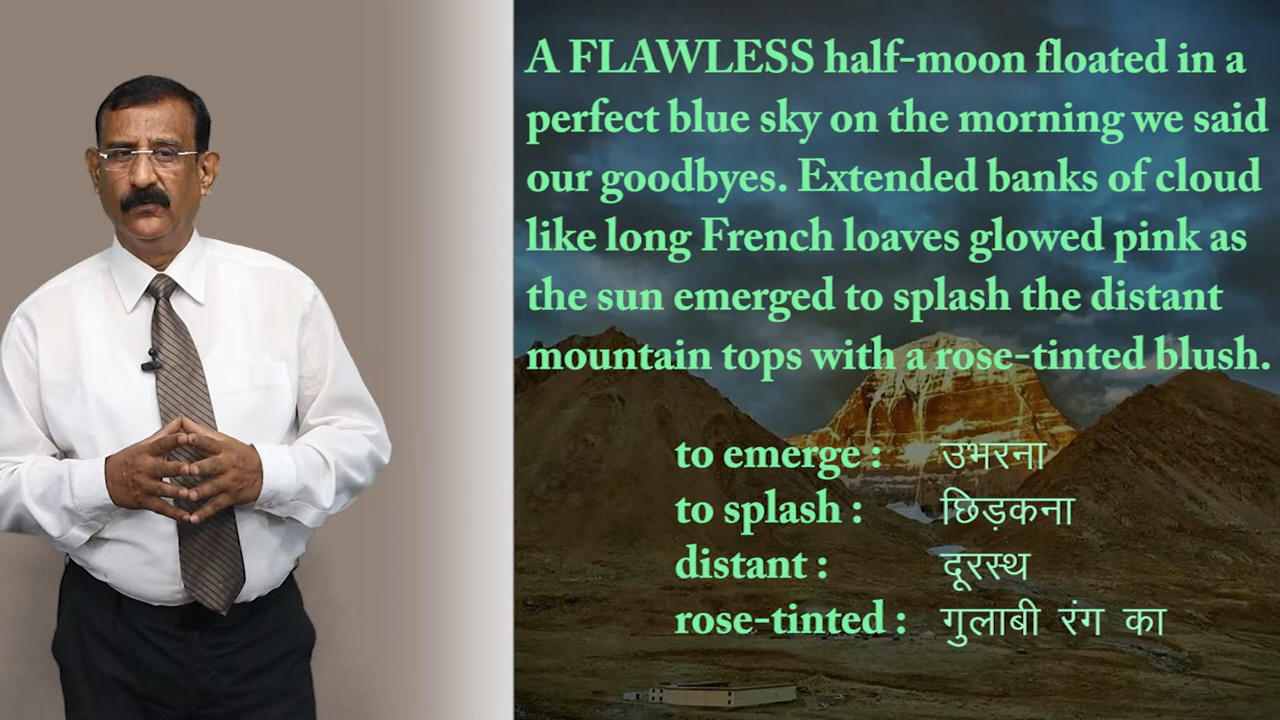 A FLAWLESS half-moon floated in a
perfect blue sky on the morning we said
our goodbyes. Extended banks of cloud
like long French loaves glowed pink as
the sun emerged to splash the distant
mountain tops with a rose-tinted blush.
to emerge : उभरना
to splash : छिड़कना
distant : दूरस्थ
rose-tinted : गुलाबी रंग का